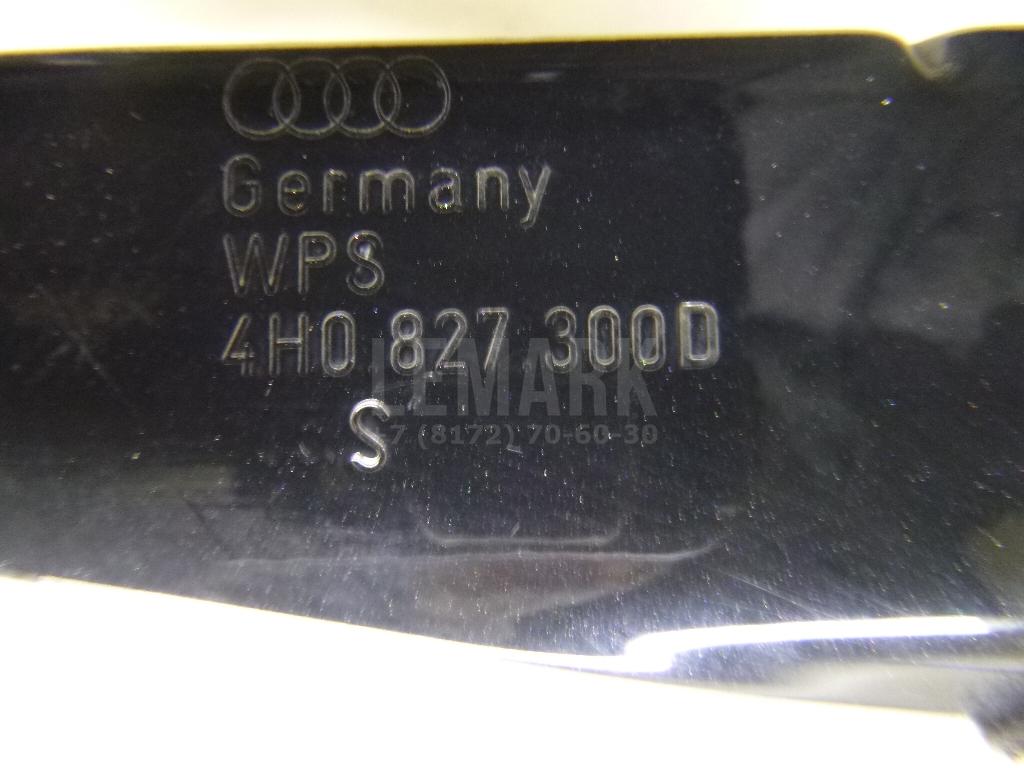 Germany
WPS
4H0 827 300D
LEMARK
S
7 (8172) 70-60-30